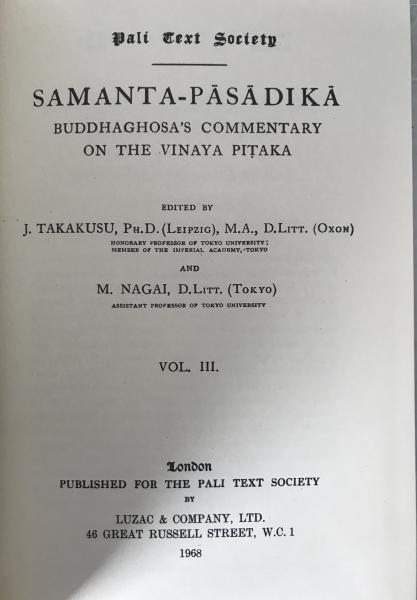 Pali Text Society
SAMANTA-PĀSĀDIKĀ
BUDDHAGHOSA'S COMMENTARY
ON THE VINAYA PIṬAKA
EDITED BY
J. TAKAKUSU, Ph.D. (Leipzig), M.A., D.Litt. (Oxon)
HONORARY PROFESSOR OF TOKYO UNIVERSITY;
MEMBER OF THE IMPERIAL ACADEMY, TOKYO
AND
M. NAGAI, D.Litt. (Tokyo)
ASSISTANT PROFESSOR OF TOKYO UNIVERSITY
VOL. III.
London
PUBLISHED FOR THE PALI TEXT SOCIETY
BY
LUZAC & COMPANY, LTD.
46 GREAT RUSSELL STREET, W.C. 1
1968